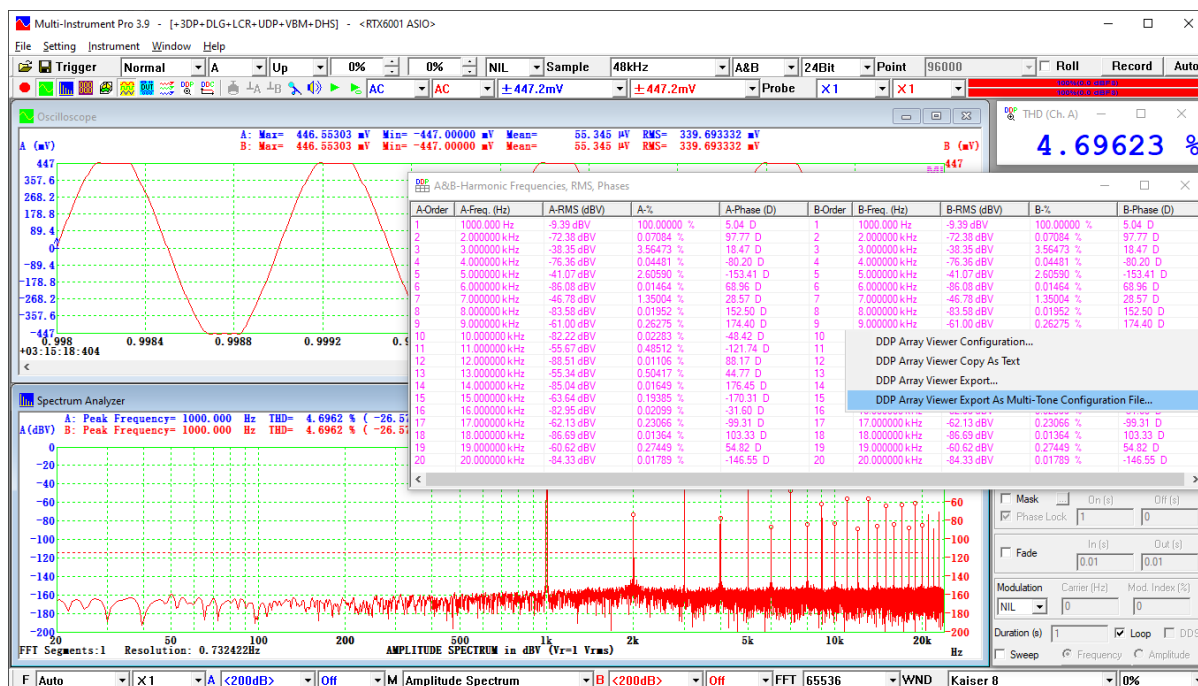 Multi-Instrument Pro 3.9 - [+3DP+DLG+LCR+UDP+VBM+DHS] - <RTX6001 ASIO>
File Setting Instrument Window Help
Trigger Normal A Up 0% 0% NIL Sample 48kHz A&B 24Bit Point 96000 Roll Record Auto
AC AC ±447.2mV ±447.2mV Probe X1 X1
Oscilloscope
A: Max= 446.55303 mV Min= -447.00000 mV Mean= 55.345 µV RMS= 339.693332 mV
B: Max= 446.55303 mV Min= -447.00000 mV Mean= 55.345 µV RMS= 339.693332 mV
A (mV) B (mV)
447 447
357.6
268.2
178.8
89.4
0
-89.4
-178.8
-268.2
-357.6
-447
0.998 0.9984 0.9988 0.9992
+03:15:18:404
THD (Ch. A)
4.69623 %
A&B-Harmonic Frequencies, RMS, Phases
A-Order A-Freq. (Hz) A-RMS (dBV) A-% A-Phase (D) B-Order B-Freq. (Hz) B-RMS (dBV) B-% B-Phase (D)
1 1000.000 Hz -9.39 dBV 100.00000 % 5.04 D 1 1000.000 Hz -9.39 dBV 100.00000 % 5.04 D
2 2.000000 kHz -72.38 dBV 0.07084 % 97.77 D 2 2.000000 kHz -72.38 dBV 0.07084 % 97.77 D
3 3.000000 kHz -38.35 dBV 3.56473 % 18.47 D 3 3.000000 kHz -38.35 dBV 3.56473 % 18.47 D
4 4.000000 kHz -76.36 dBV 0.04481 % -80.20 D 4 4.000000 kHz -76.36 dBV 0.04481 % -80.20 D
5 5.000000 kHz -41.07 dBV 2.60590 % -153.41 D 5 5.000000 kHz -41.07 dBV 2.60590 % -153.41 D
6 6.000000 kHz -86.08 dBV 0.01464 % 68.96 D 6 6.000000 kHz -86.08 dBV 0.01464 % 68.96 D
7 7.000000 kHz -46.78 dBV 1.35004 % 28.57 D 7 7.000000 kHz -46.78 dBV 1.35004 % 28.57 D
8 8.000000 kHz -83.58 dBV 0.01952 % 152.50 D 8 8.000000 kHz -83.58 dBV 0.01952 % 152.50 D
9 9.000000 kHz -61.00 dBV 0.26275 % 174.40 D 9 9.000000 kHz -61.00 dBV 0.26275 % 174.40 D
10 10.000000 kHz -82.22 dBV 0.02283 % -48.42 D 10
11 11.000000 kHz -55.67 dBV 0.48512 % -121.74 D 11
12 12.000000 kHz -88.51 dBV 0.01106 % 88.17 D 12
13 13.000000 kHz -55.34 dBV 0.50417 % 44.77 D 13
14 14.000000 kHz -85.04 dBV 0.01649 % 176.45 D 14
15 15.000000 kHz -63.64 dBV 0.19385 % -170.31 D 15
16 16.000000 kHz -82.95 dBV 0.02099 % -31.60 D 16
17 17.000000 kHz -62.13 dBV 0.23066 % -99.31 D 17 17.000000 kHz -62.13 dBV 0.23066 % -99.31 D
18 18.000000 kHz -86.69 dBV 0.01364 % 103.33 D 18 18.000000 kHz -86.69 dBV 0.01364 % 103.33 D
19 19.000000 kHz -60.62 dBV 0.27449 % 54.82 D 19 19.000000 kHz -60.62 dBV 0.27449 % 54.82 D
20 20.000000 kHz -84.33 dBV 0.01789 % -146.55 D 20 20.000000 kHz -84.33 dBV 0.01789 % -146.55 D
DDP Array Viewer Configuration...
DDP Array Viewer Copy As Text
DDP Array Viewer Export...
DDP Array Viewer Export As Multi-Tone Configuration File...
Spectrum Analyzer
A: Peak Frequency= 1000.000 Hz THD= 4.6962 % ( -26.57
B: Peak Frequency= 1000.000 Hz THD= 4.6962 % ( -26.57
A(dBV)
0
-20
-40
-60 60
-80 -80
-100 -100
-120 -120
-140 -140
-160 160
-180 180
-200 -200
20 50 100 200 500 1k 2k 5k 10k 20k
FFT Segments:1 Resolution: 0.732422Hz AMPLITUDE SPECTRUM in dBV (Vr=1 Vrms) Hz
Mask On (s) Off (s)
Phase Lock 1 0
In (s) Out (s)
Fade 0.01 0.01
Modulation Carrier (Hz) Mod. Index (%)
NIL 0 0
Duration (s) 1 Loop DDS
Sweep Frequency Amplitude
F Auto X1 A <200dB> Off M Amplitude Spectrum B <200dB> Off FFT 65536 WND Kaiser 8 0%